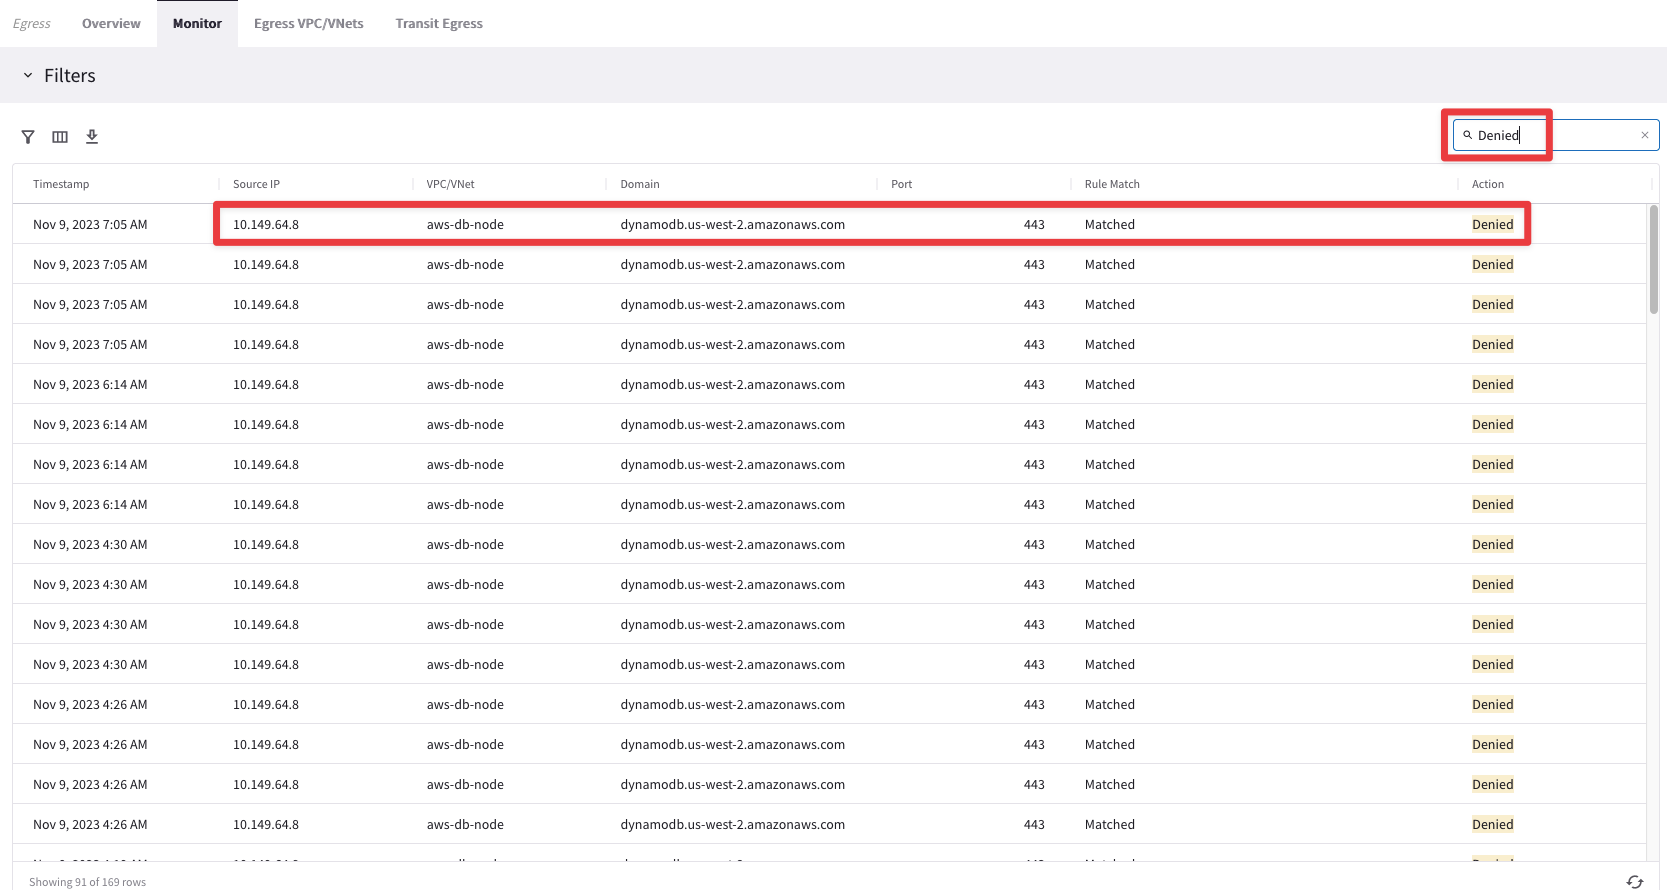 Egress Overview Monitor Egress VPC/VNets Transit Egress
Filters
Denied
Timestamp Source IP VPC/VNet Domain Port Rule Match Action
Nov 9, 2023 7:05 AM 10.149.64.8 aws-db-node dynamodb.us-west-2.amazonaws.com 443 Matched Denied
Nov 9, 2023 7:05 AM 10.149.64.8 aws-db-node dynamodb.us-west-2.amazonaws.com 443 Matched Denied
Nov 9, 2023 7:05 AM 10.149.64.8 aws-db-node dynamodb.us-west-2.amazonaws.com 443 Matched Denied
Nov 9, 2023 7:05 AM 10.149.64.8 aws-db-node dynamodb.us-west-2.amazonaws.com 443 Matched Denied
Nov 9, 2023 6:14 AM 10.149.64.8 aws-db-node dynamodb.us-west-2.amazonaws.com 443 Matched Denied
Nov 9, 2023 6:14 AM 10.149.64.8 aws-db-node dynamodb.us-west-2.amazonaws.com 443 Matched Denied
Nov 9, 2023 6:14 AM 10.149.64.8 aws-db-node dynamodb.us-west-2.amazonaws.com 443 Matched Denied
Nov 9, 2023 6:14 AM 10.149.64.8 aws-db-node dynamodb.us-west-2.amazonaws.com 443 Matched Denied
Nov 9, 2023 4:30 AM 10.149.64.8 aws-db-node dynamodb.us-west-2.amazonaws.com 443 Matched Denied
Nov 9, 2023 4:30 AM 10.149.64.8 aws-db-node dynamodb.us-west-2.amazonaws.com 443 Matched Denied
Nov 9, 2023 4:30 AM 10.149.64.8 aws-db-node dynamodb.us-west-2.amazonaws.com 443 Matched Denied
Nov 9, 2023 4:30 AM 10.149.64.8 aws-db-node dynamodb.us-west-2.amazonaws.com 443 Matched Denied
Nov 9, 2023 4:26 AM 10.149.64.8 aws-db-node dynamodb.us-west-2.amazonaws.com 443 Matched Denied
Nov 9, 2023 4:26 AM 10.149.64.8 aws-db-node dynamodb.us-west-2.amazonaws.com 443 Matched Denied
Nov 9, 2023 4:26 AM 10.149.64.8 aws-db-node dynamodb.us-west-2.amazonaws.com 443 Matched Denied
Nov 9, 2023 4:26 AM 10.149.64.8 aws-db-node dynamodb.us-west-2.amazonaws.com 443 Matched Denied
Showing 91 of 169 rows